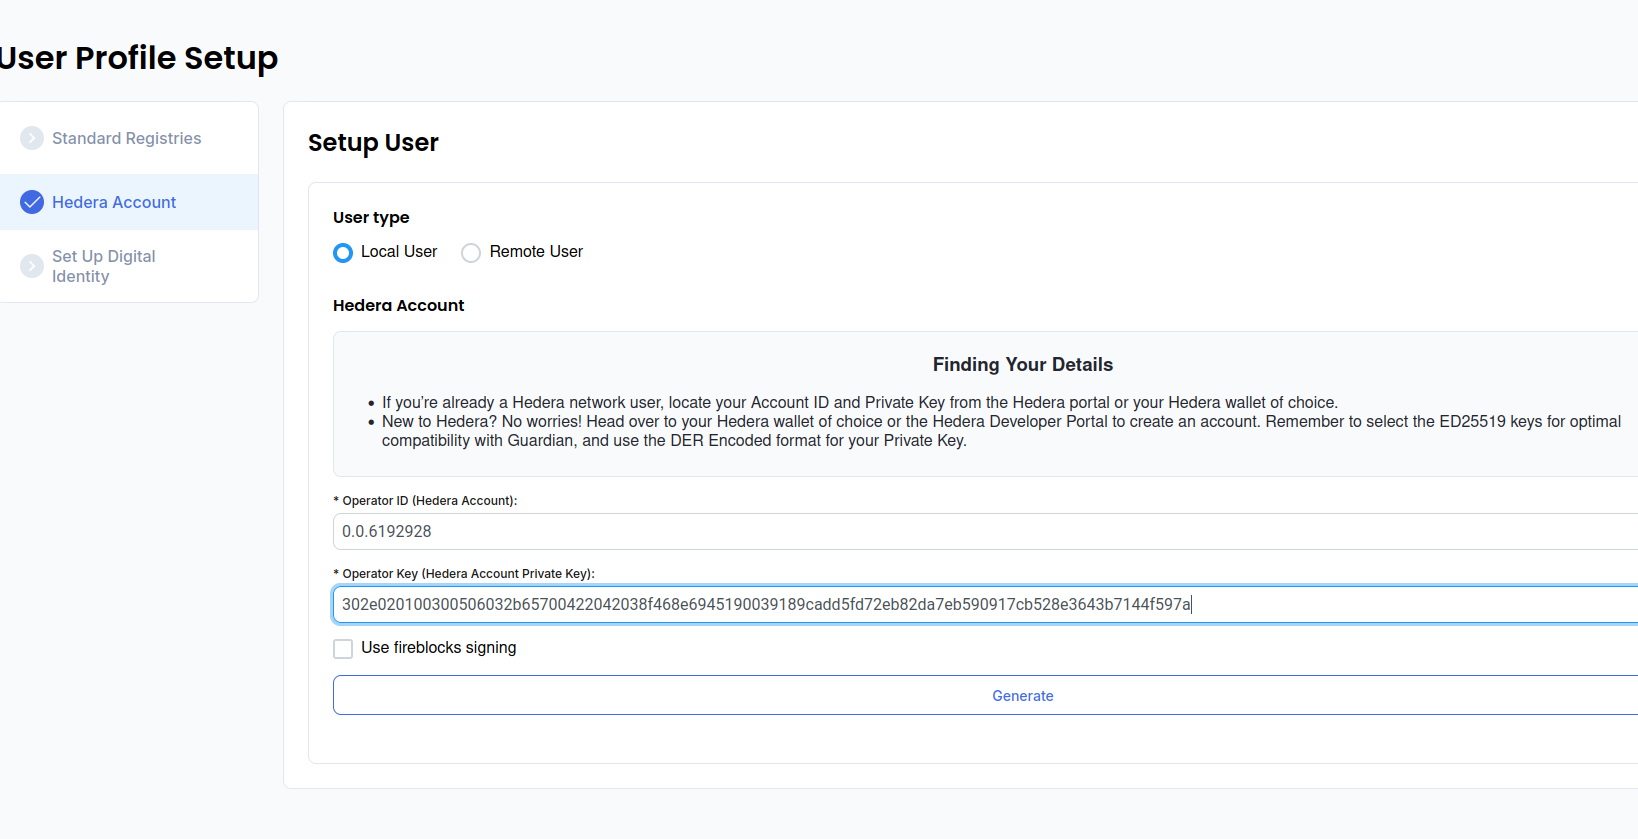 User Profile Setup
Standard Registries
Hedera Account
Set Up Digital
Identity
Setup User
User type
Local User
Remote User
Hedera Account
Finding Your Details
• If you’re already a Hedera network user, locate your Account ID and Private Key from the Hedera portal or your Hedera wallet of choice.
• New to Hedera? No worries! Head over to your Hedera wallet of choice or the Hedera Developer Portal to create an account. Remember to select the ED25519 keys for optimal
compatibility with Guardian, and use the DER Encoded format for your Private Key.
* Operator ID (Hedera Account):
0.0.6192928
* Operator Key (Hedera Account Private Key):
302e020100300506032b65700422042038f468e6945190039189cadd5fd72eb82da7eb590917cb528e3643b7144f597a
Use fireblocks signing
Generate